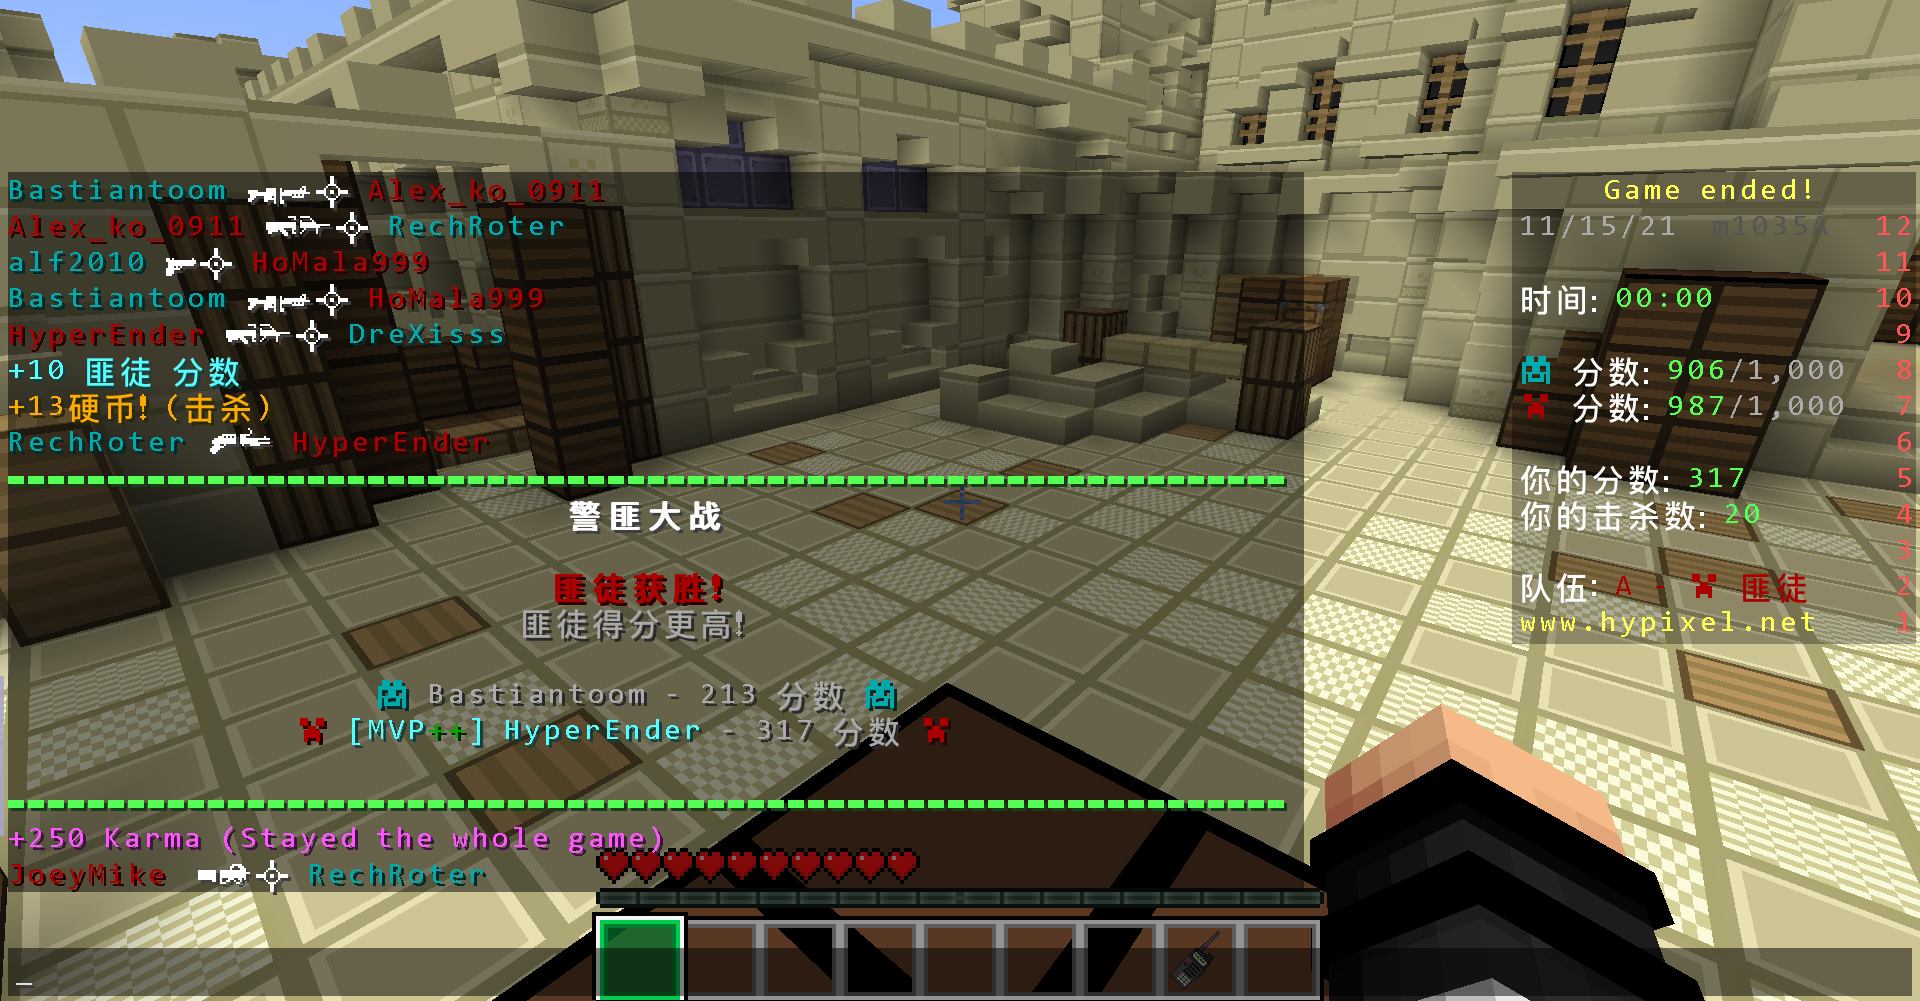 Bastiantoom Alex_ko_0911
Alex_ko_0911 RechRoter
alf2010 HoMala999
Bastiantoom HoMala999
HyperEnder DreXisss
+10 匪徒 分数
+13硬币! (击杀)
RechRoter HyperEnder
警匪大战
匪徒获胜!
匪徒得分更高!
Bastiantoom - 213 分数
[MVP++] HyperEnder - 317 分数
+250 Karma (Stayed the whole game)
JoeyMike RechRoter
_
Game ended!
11/15/21 m1035A 12
11
时间: 00:00 10
9
分数: 906/1,000 8
分数: 987/1,000 7
6
你的分数: 317 5
你的击杀数: 20 4
3
队伍: A - 匪徒 2
www.hypixel.net 1